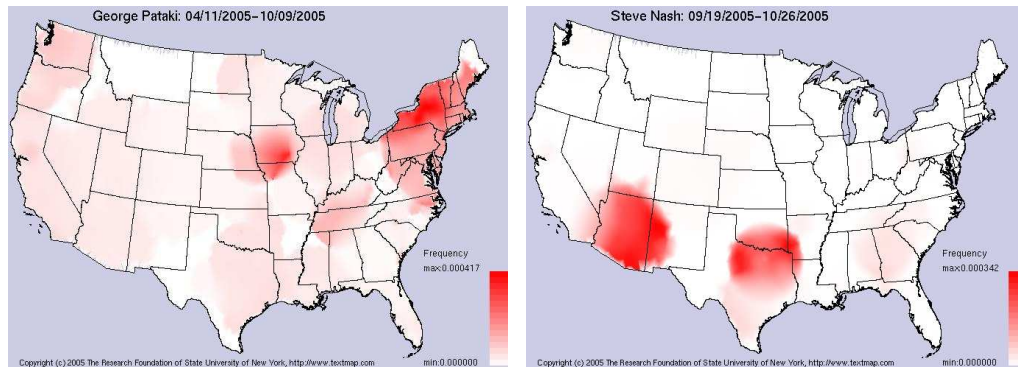 George Pataki: 04/11/2005-10/09/2005
Frequency
max:0.000417
Copyright (c) 2005 The Research Foundation of State University of New York, http://www.textmap.com
min:0.000000
Steve Nash: 09/19/2005-10/26/2005
Frequency
max:0.000342
Copyright (c) 2005 The Research Foundation of State University of New York, http://www.textmap.com
min:0.000000